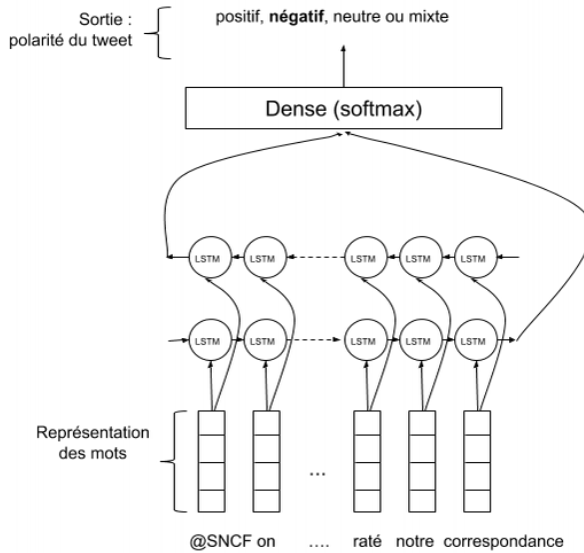 Sortie :
polarité du tweet
positif, négatif, neutre ou mixte
Dense (softmax)
LSTM LSTM LSTM LSTM LSTM
LSTM LSTM LSTM LSTM LSTM
Représentation
des mots
...
@SNCF on .... raté notre correspondance